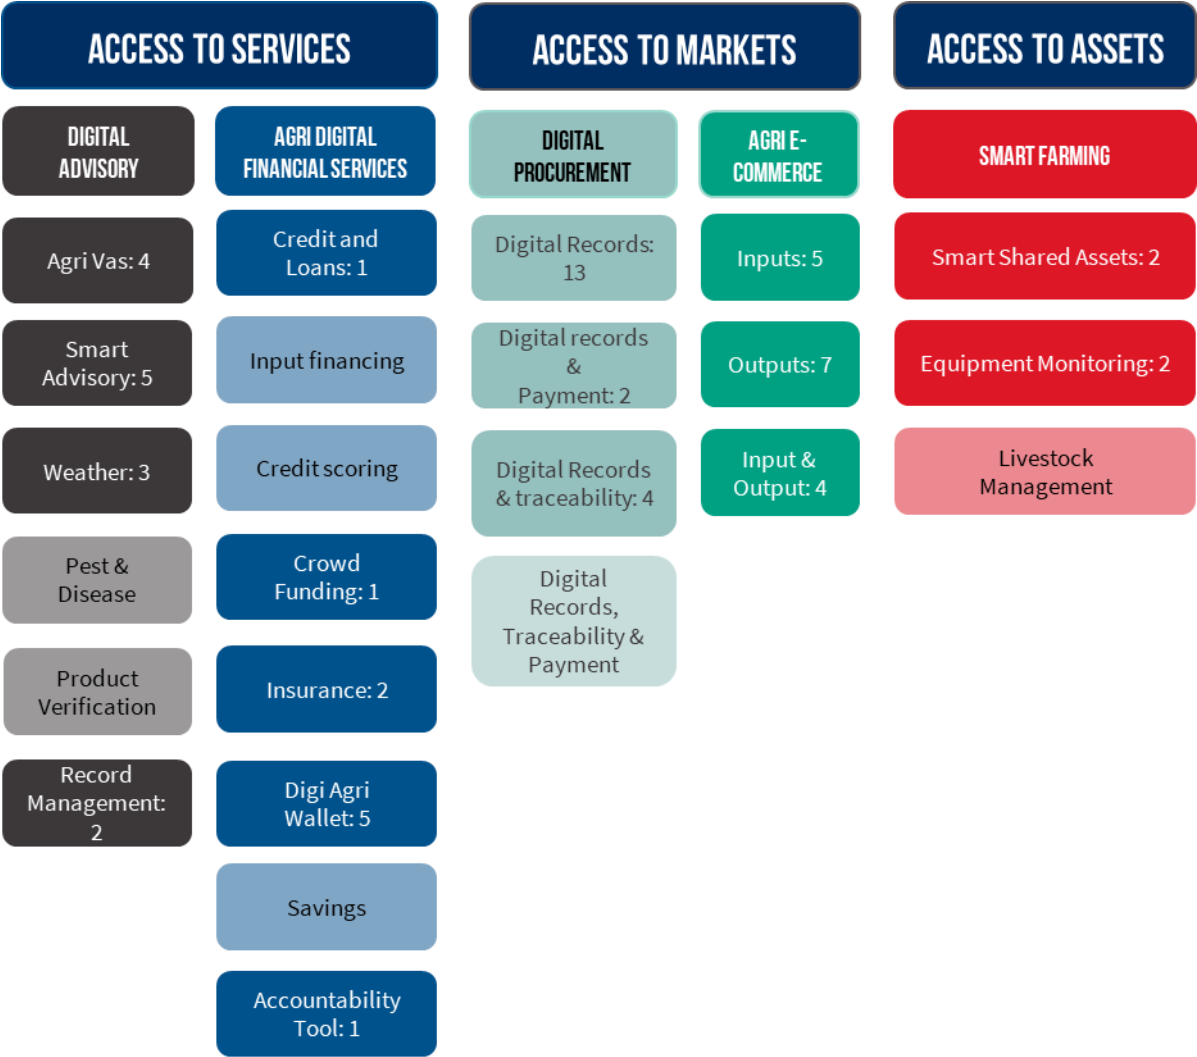 ACCESS TO SERVICES
DIGITAL
ADVISORY
Agri Vas: 4
Smart
Advisory: 5
Weather: 3
Pest &
Disease
Product
Verification
Record
Management:
2
AGRI DIGITAL
FINANCIAL SERVICES
Credit and
Loans: 1
Input financing
Credit scoring
Crowd
Funding: 1
Insurance: 2
Digi Agri
Wallet: 5
Savings
Accountability
Tool: 1
ACCESS TO MARKETS
DIGITAL
PROCUREMENT
Digital Records:
13
Digital records
&
Payment: 2
Digital Records
& traceability: 4
Digital
Records,
Traceability &
Payment
AGRI E-
COMMERCE
Inputs: 5
Outputs: 7
Input &
Output: 4
ACCESS TO ASSETS
SMART FARMING
Smart Shared Assets: 2
Equipment Monitoring: 2
Livestock
Management